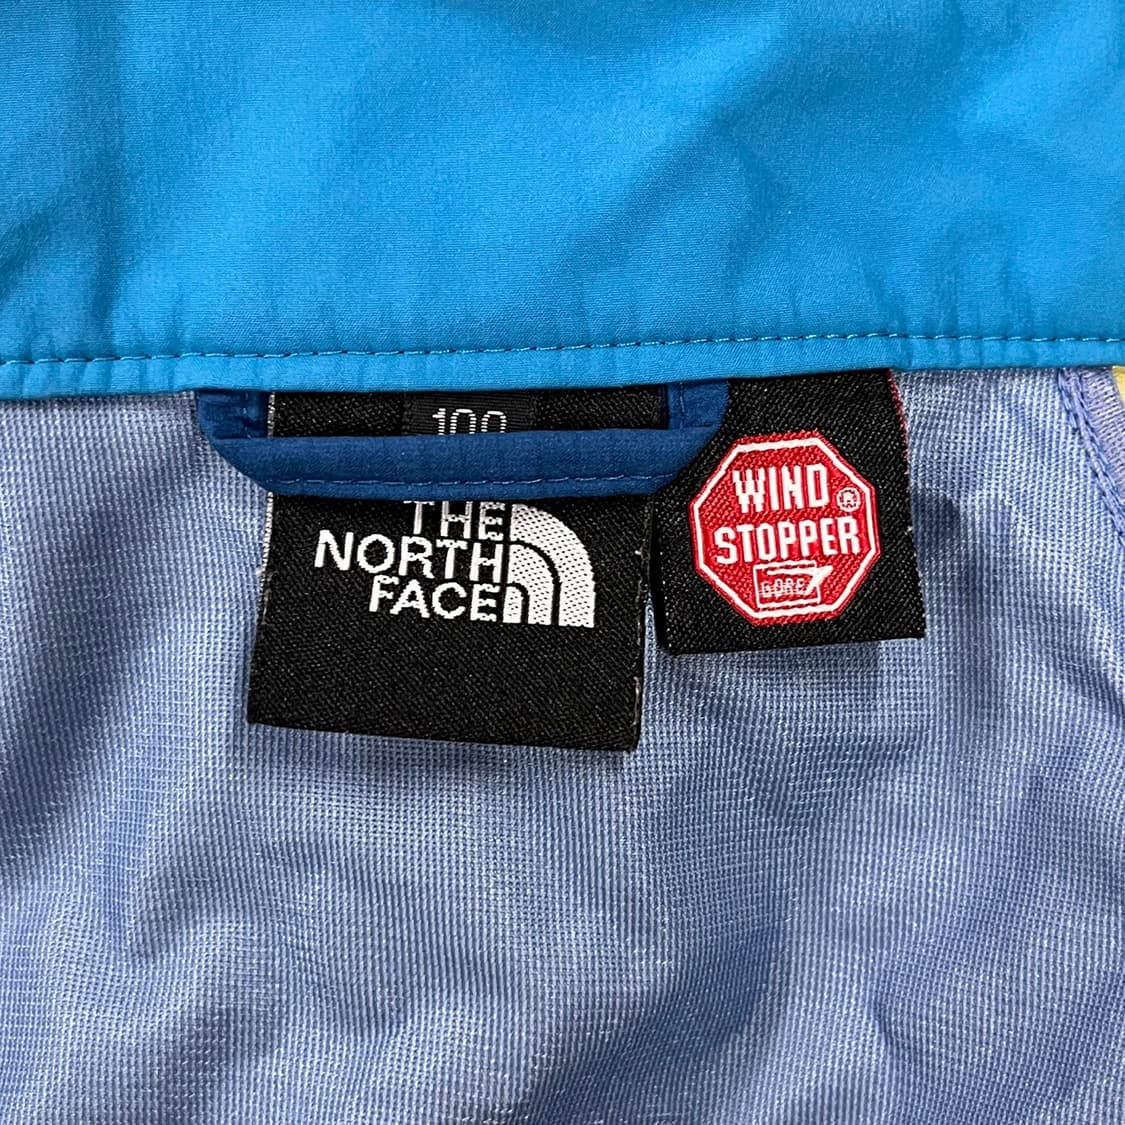 100
THE
NORTH
FACE
WIND
STOPPER
®
GORE